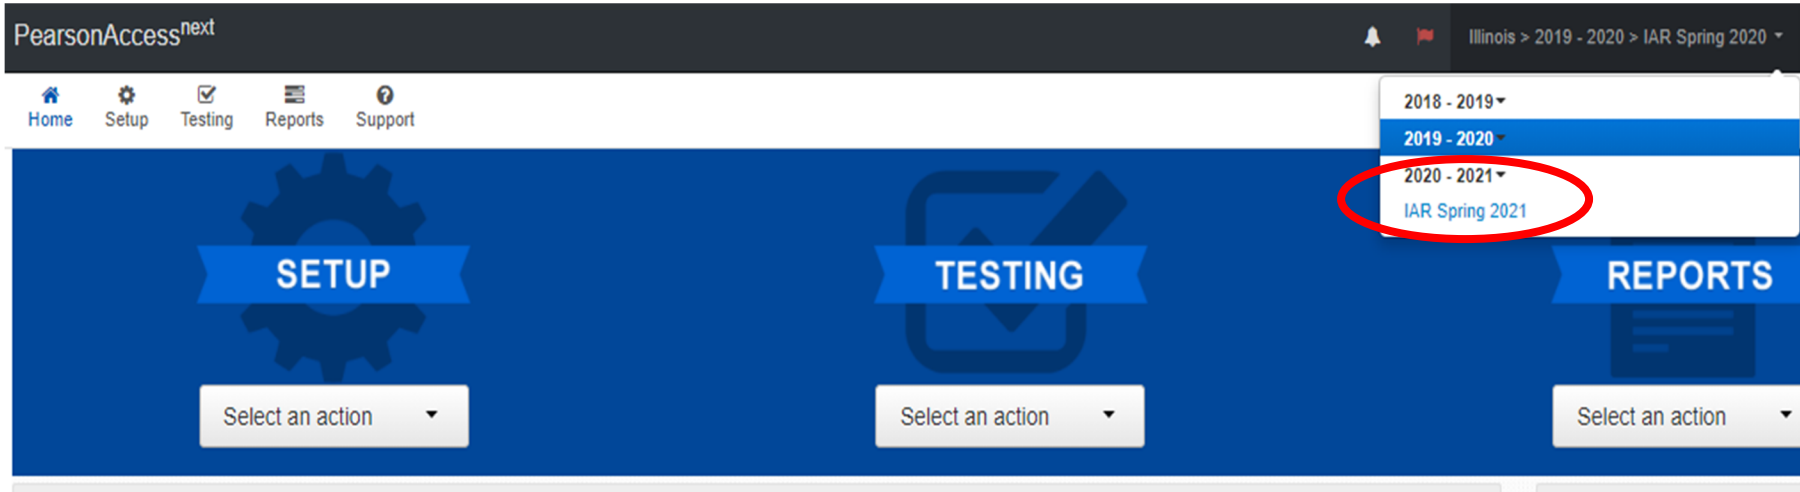 PearsonAccessnext
Illinois > 2019 - 2020 > IAR Spring 2020
Home Setup Testing Reports Support
2018 - 2019
2019 - 2020
2020 - 2021
IAR Spring 2021
SETUP
TESTING
REPORTS
Select an action
Select an action
Select an action